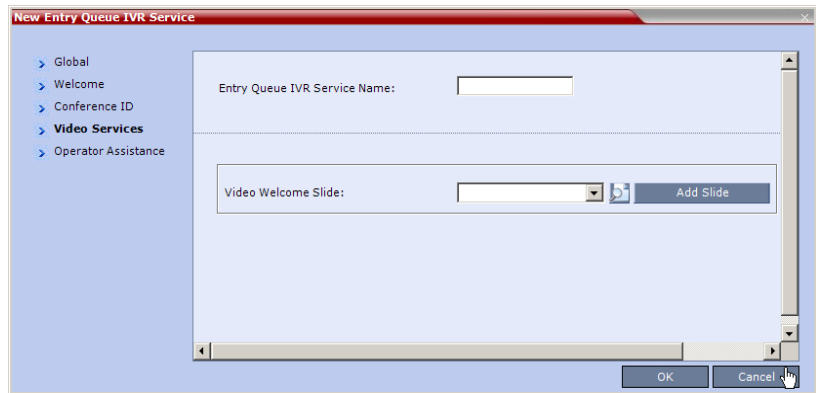 New Entry Queue IVR Service
Global
Welcome
Conference ID
Video Services
Operator Assistance
Entry Queue IVR Service Name:
Video Welcome Slide:
Add Slide
OK
Cancel